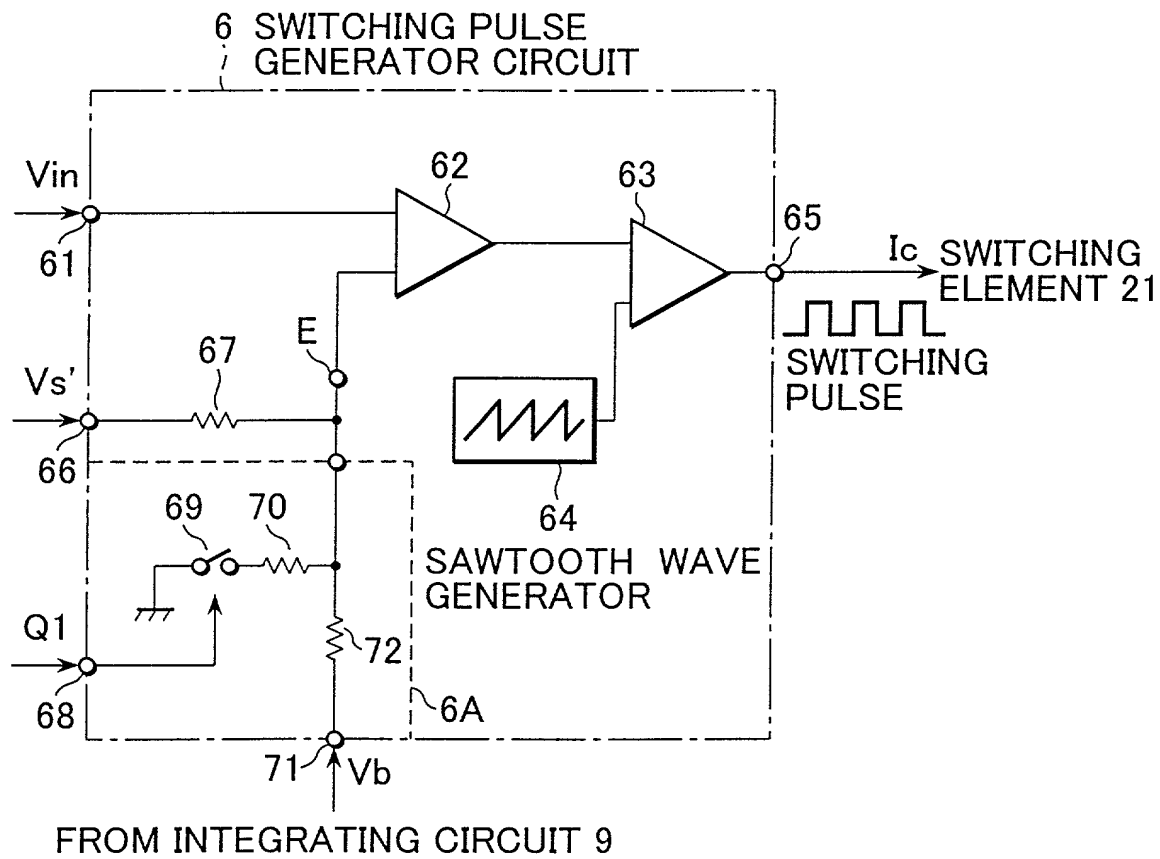 6 SWITCHING PULSE
GENERATOR CIRCUIT
Vin
62
63
65
61
Ic
SWITCHING
ELEMENT 21
E
67
Vs'
SWITCHING
PULSE
66
69
70
64
SAWTOOTH WAVE
GENERATOR
Q1
72
68
6A
71
Vb
FROM INTEGRATING CIRCUIT 9